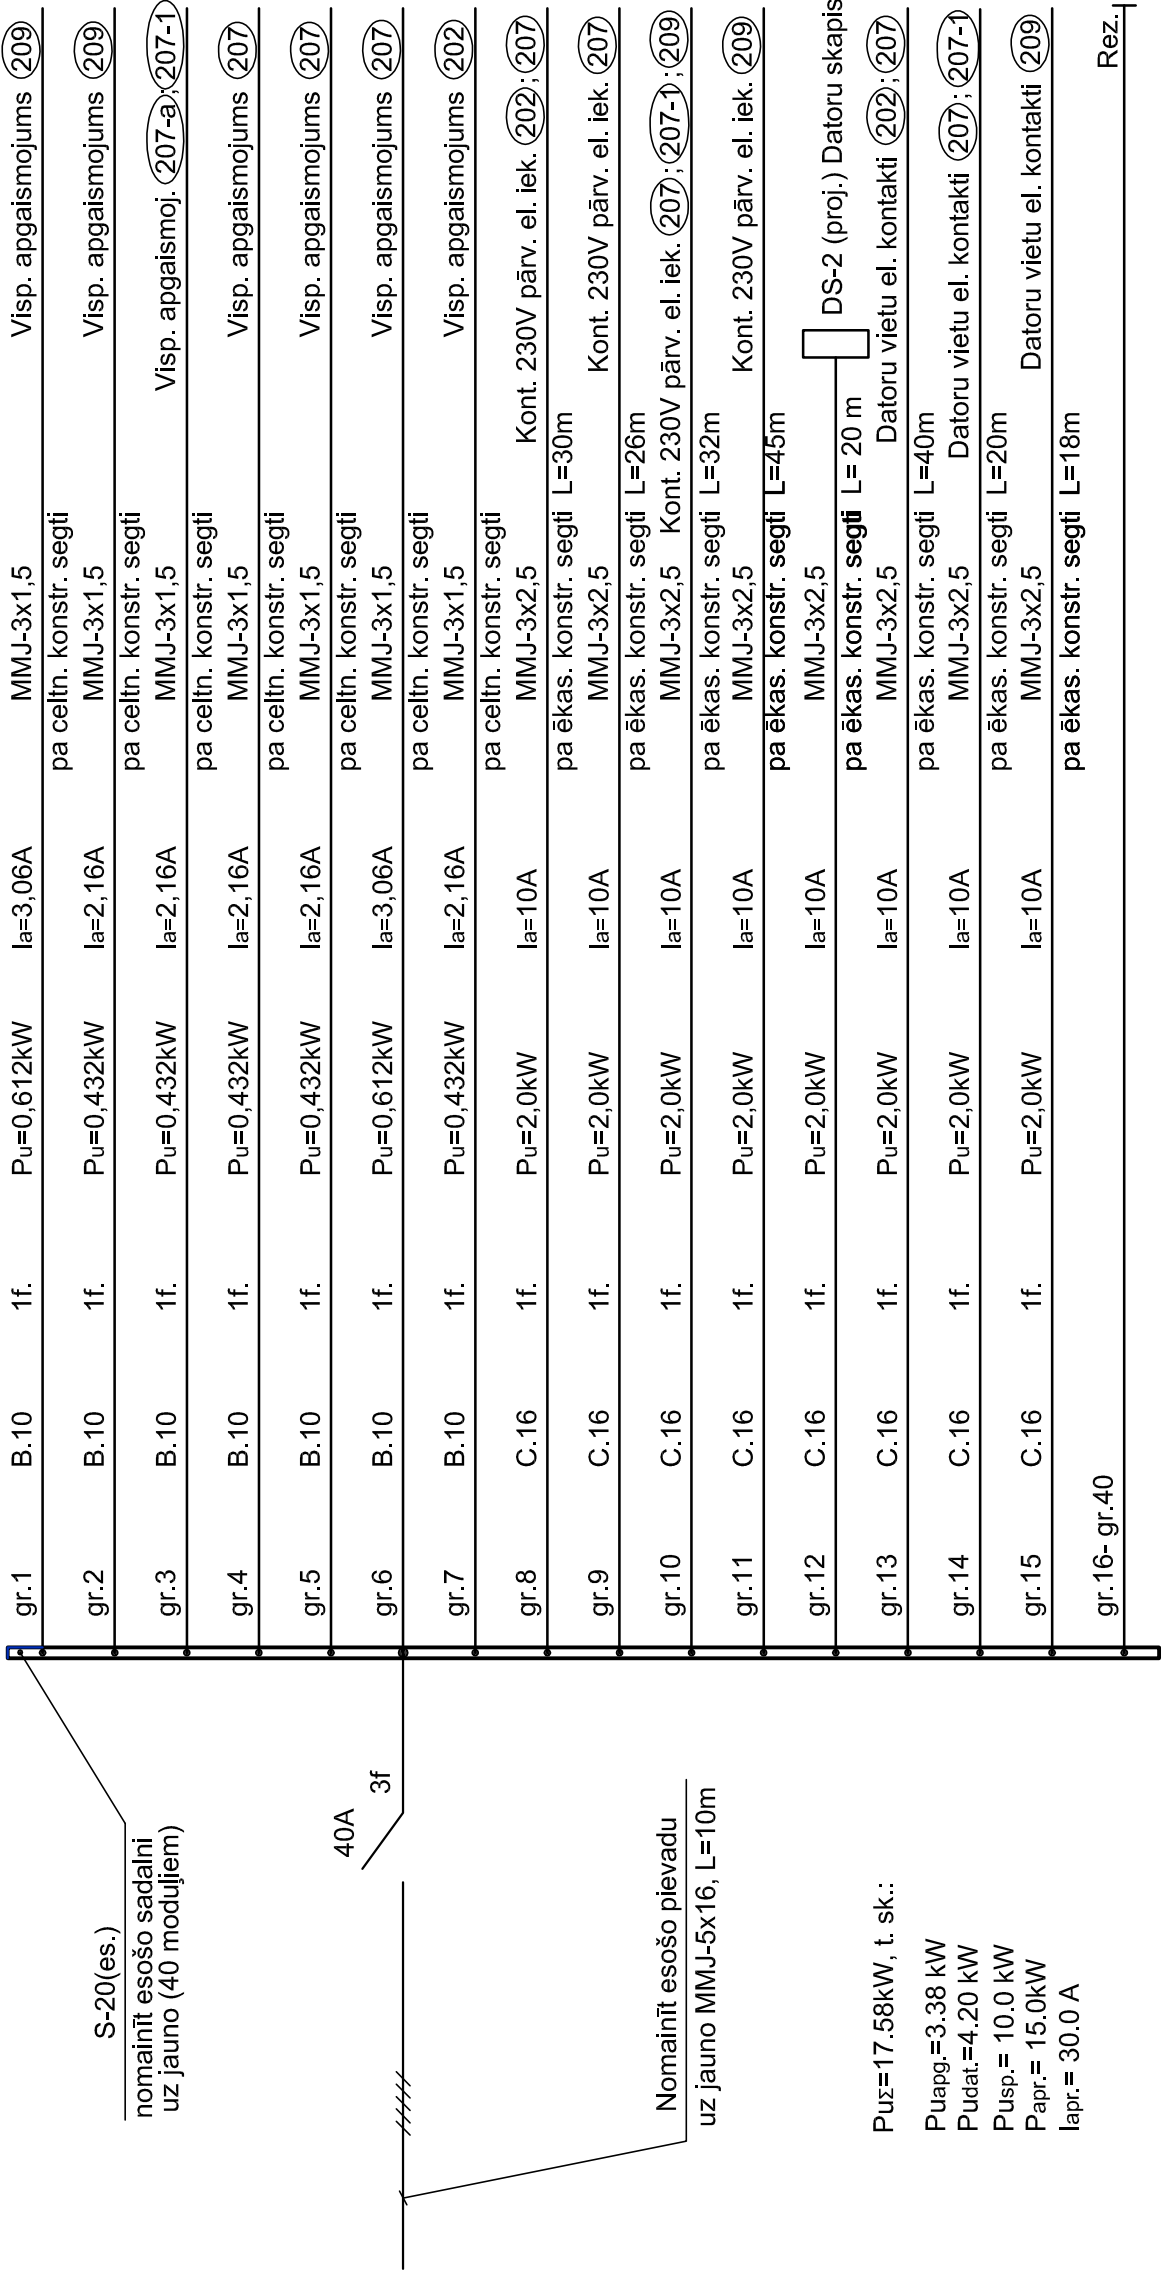 S-20(es.)
nomainīt esošo sadalni
uz jauno (40 moduļiem)
40A
3f
Nomainīt esošo pievadu
uz jauno MMJ-5x16, L=10m
PuΣ=17.58kW, t. sk.:
Puapg.=3.38 kW
Pudat.=4.20 kW
Pusp.= 10.0 kW
Papr.= 15.0kW
Iapr.= 30.0 A
gr.1 B.10 1f. Pu=0,612kW Ia=3,06A MMJ-3x1,5 Visp. apgaismojums 209
pa celtn. konstr. segti
gr.2 B.10 1f. Pu=0,432kW Ia=2,16A MMJ-3x1,5 Visp. apgaismojums 209
pa celtn. konstr. segti
gr.3 B.10 1f. Pu=0,432kW Ia=2,16A MMJ-3x1,5 Visp. apgaismoj. 207-a;207-1
pa celtn. konstr. segti
gr.4 B.10 1f. Pu=0,432kW Ia=2,16A MMJ-3x1,5 Visp. apgaismojums 207
pa celtn. konstr. segti
gr.5 B.10 1f. Pu=0,432kW Ia=2,16A MMJ-3x1,5 Visp. apgaismojums 207
pa celtn. konstr. segti
gr.6 B.10 1f. Pu=0,612kW Ia=3,06A MMJ-3x1,5 Visp. apgaismojums 207
pa celtn. konstr. segti
gr.7 B.10 1f. Pu=0,432kW Ia=2,16A MMJ-3x1,5 Visp. apgaismojums 202
pa celtn. konstr. segti
gr.8 C.16 1f. Pu=2,0kW Ia=10A MMJ-3x2,5 Kont. 230V pārv. el. iek. 202;207
pa ēkas. konstr. segti L=30m
gr.9 C.16 1f. Pu=2,0kW Ia=10A MMJ-3x2,5 Kont. 230V pārv. el. iek. 207
pa ēkas. konstr. segti L=26m
gr.10 C.16 1f. Pu=2,0kW Ia=10A MMJ-3x2,5 Kont. 230V pārv. el. iek. 207;207-1;209
pa ēkas. konstr. segti L=32m
gr.11 C.16 1f. Pu=2,0kW Ia=10A MMJ-3x2,5 Kont. 230V pārv. el. iek. 209
pa ēkas. konstr. segti L=45m
gr.12 C.16 1f. Pu=2,0kW Ia=10A MMJ-3x2,5 DS-2 (proj.) Datoru skapis
pa ēkas. konstr. segti L= 20 m
gr.13 C.16 1f. Pu=2,0kW Ia=10A MMJ-3x2,5 Datoru vietu el. kontakti 202;207
pa ēkas. konstr. segti L=40m
gr.14 C.16 1f. Pu=2,0kW Ia=10A MMJ-3x2,5 Datoru vietu el. kontakti 207;207-1
pa ēkas. konstr. segti L=20m
gr.15 C.16 1f. Pu=2,0kW Ia=10A MMJ-3x2,5 Datoru vietu el. kontakti 209
pa ēkas. konstr. segti L=18m
gr.16- gr.40 Rez.